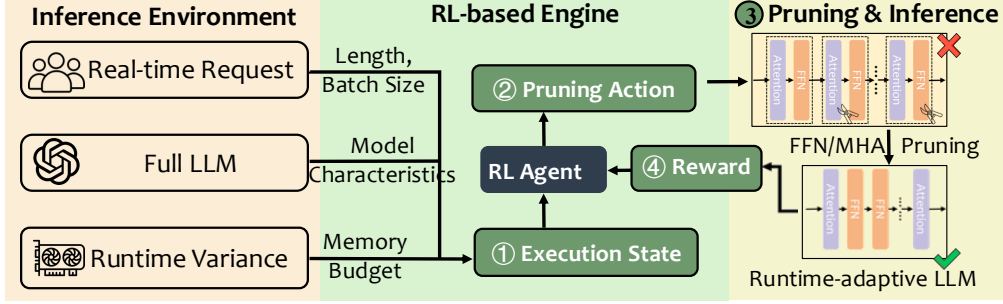 Inference Environment
Real-time Request
Full LLM
Runtime Variance
RL-based Engine
Length,
Batch Size
Model
Characteristics
Memory
Budget
② Pruning Action
RL Agent
④ Reward
① Execution State
③ Pruning & Inference
Attention
FFN
Attention
FFN
Attention
FFN
FFN/MHA Pruning
Attention
FFN
FFN
Attention
Runtime-adaptive LLM